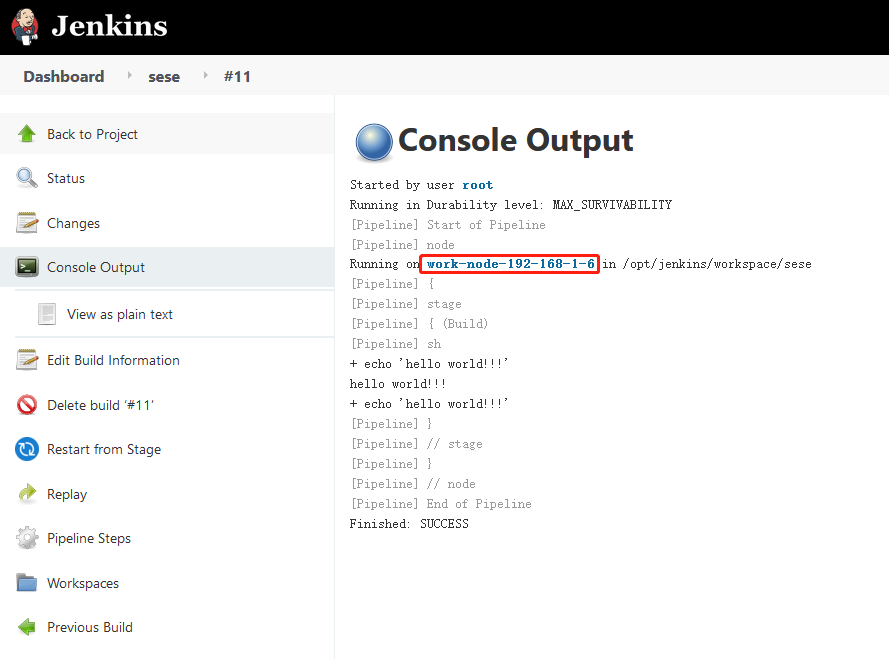 Jenkins
Dashboard sese #11
Back to Project
Status
Changes
Console Output
View as plain text
Edit Build Information
Delete build ‘#11’
Restart from Stage
Replay
Pipeline Steps
Workspaces
Previous Build
Console Output
Started by user root
Running in Durability level: MAX_SURVIVABILITY
[Pipeline] Start of Pipeline
[Pipeline] node
Running on work-node-192-168-1-6 in /opt/jenkins/workspace/sese
[Pipeline] {
[Pipeline] stage
[Pipeline] { (Build)
[Pipeline] sh
+ echo 'hello world!!!'
hello world!!!
+ echo 'hello world!!!'
[Pipeline] }
[Pipeline] // stage
[Pipeline] }
[Pipeline] // node
[Pipeline] End of Pipeline
Finished: SUCCESS